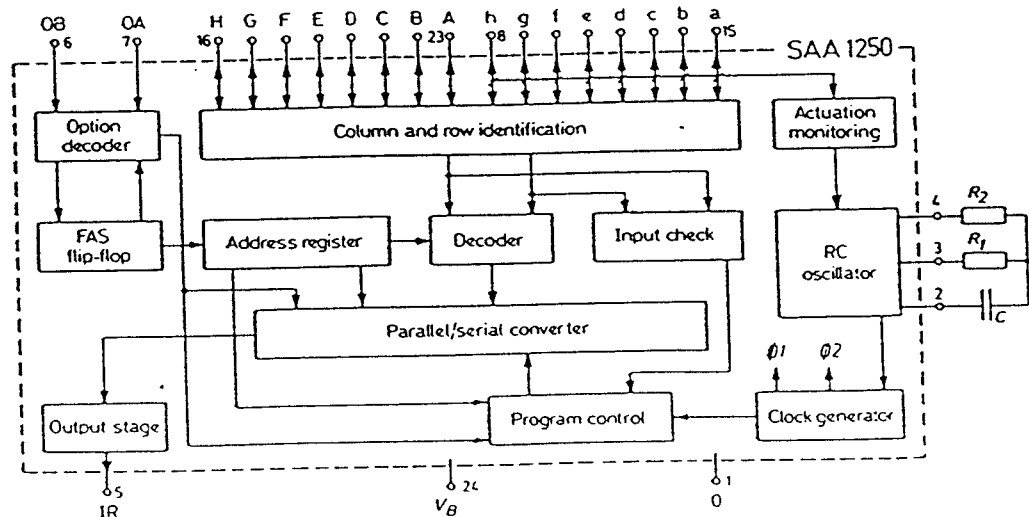 OB OA H G F E D C B A h g f e d c b a
6 7 16 23 8 15
SAA 1250
Option
decoder
Column and row identification
Actuation
monitoring
FAS
flip-flop
Address register
Decoder
Input check
RC
oscillator
4
R2
3
R1
2
C
Parallel/serial converter
Ø1 Ø2
Output stage
Program control
Clock generator
5
IR
24
VB
1
0